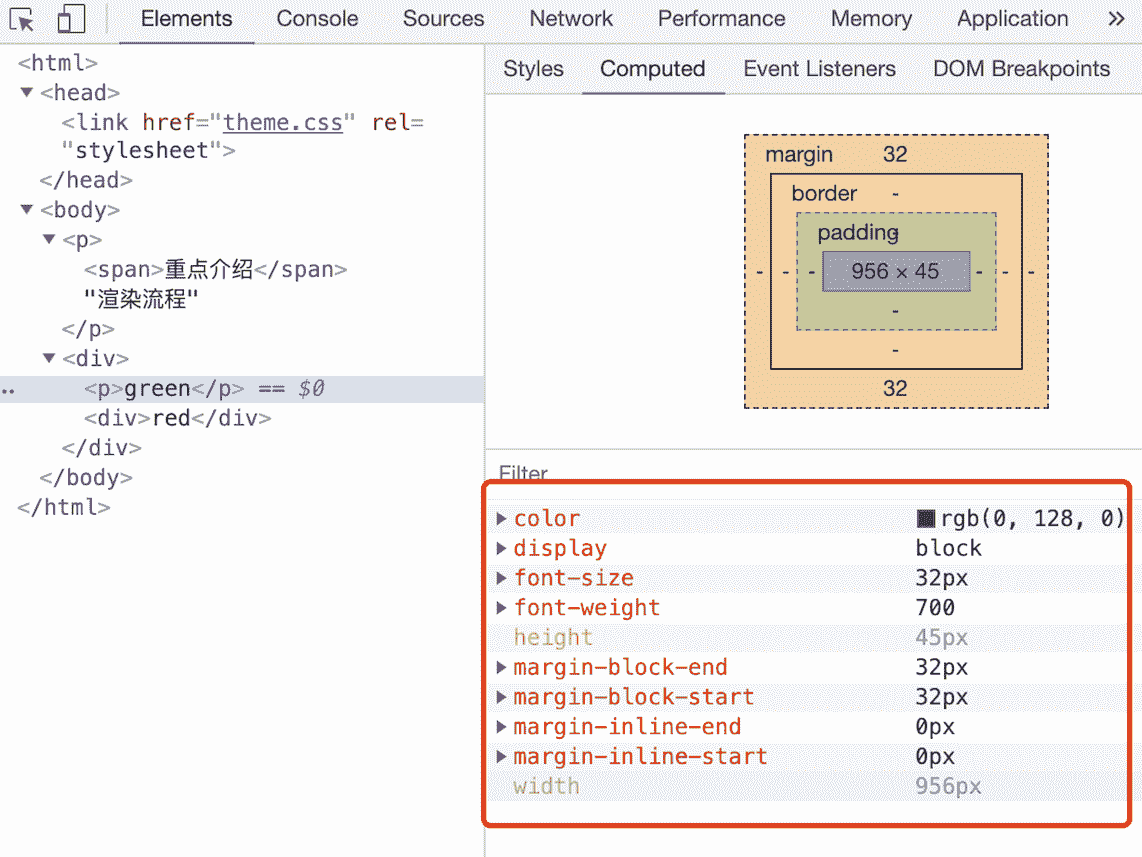 Elements Console Sources Network Performance Memory Application »
<html>
▼<head>
<link href="theme.css" rel=
"stylesheet">
</head>
▼<body>
▼<p>
<span>重点介绍</span>
"渲染流程"
</p>
▼<div>
<p>green</p> == $0
<div>red</div>
</div>
</body>
</html>
Styles Computed Event Listeners DOM Breakpoints
margin 32
border -
padding -
- - - 956 × 45 - - -
-
-
32
Filter
color rgb(0, 128, 0)
display block
font-size 32px
font-weight 700
height 45px
margin-block-end 32px
margin-block-start 32px
margin-inline-end 0px
margin-inline-start 0px
width 956px